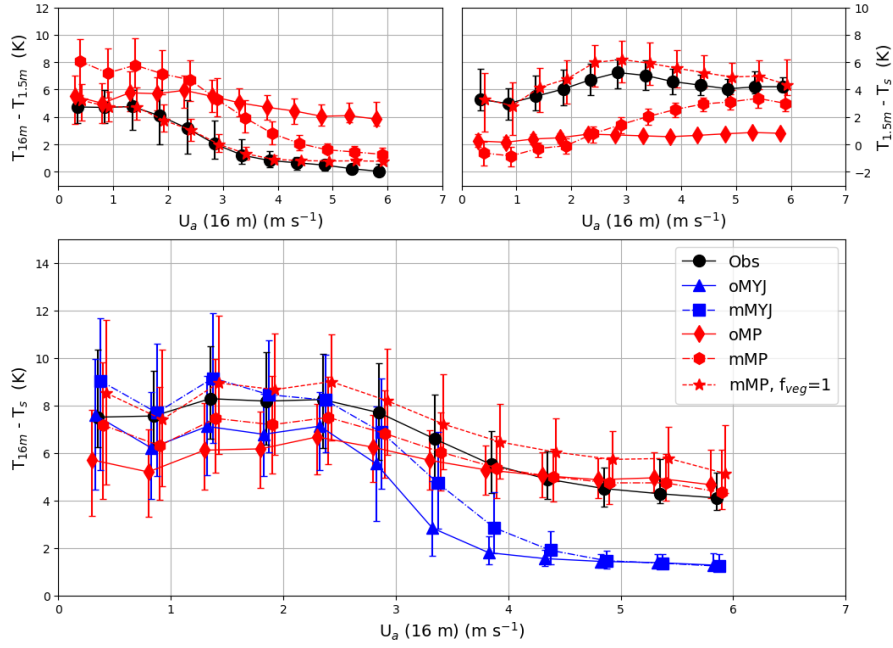 12
10
8
6
4
2
0
T16m - T1.5m (K)
0 1 2 3 4 5 6 7
Ua (16 m) (m s−1)
10
8
6
4
2
0
−2
T1.5m - Ts (K)
0 1 2 3 4 5 6 7
Ua (16 m) (m s−1)
14
12
10
8
6
4
2
0
T16m - Ts (K)
Obs
oMYJ
mMYJ
oMP
mMP
mMP, fveg=1
0 1 2 3 4 5 6 7
Ua (16 m) (m s−1)